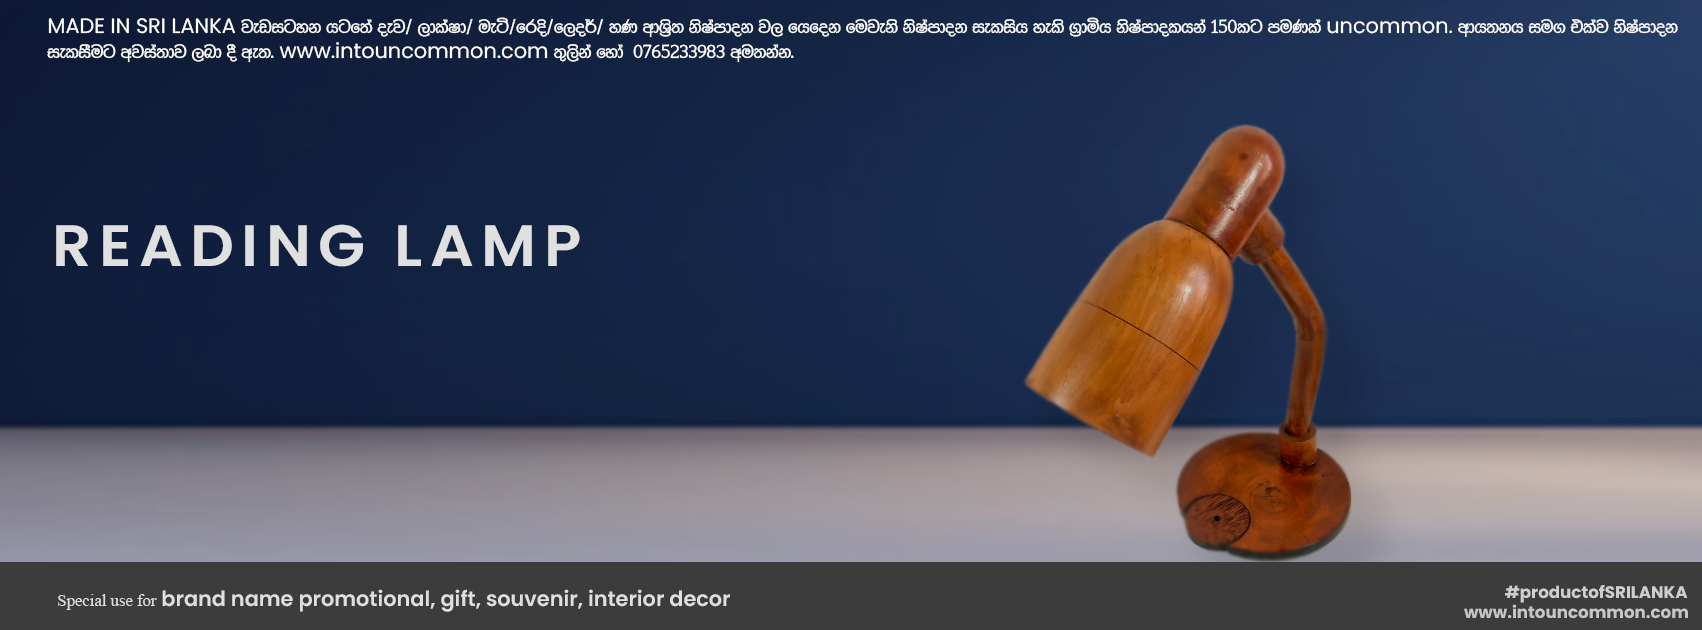 MADE IN SRI LANKA වැඩසටහන යටතේ දැව/ ලාක්ෂා/ මැටි/රෙදි/ලෙදර්/ හණ ආශ්‍රිත නිෂ්පාදන වල යෙදෙන මෙවැනි නිෂ්පාදන සැකසිය හැකි ග්‍රාමීය නිෂ්පාදකයන් 150කට පමණක් uncommon. ආයතනය සමග එක්ව නිෂ්පාදන
සැකසීමට අවස්තාව ලබා දී ඇත. www.intouncommon.com තුලින් හෝ 0765233983 අමතන්න.
READING LAMP
Special use for brand name promotional, gift, souvenir, interior decor
#productofSRILANKA
www.intouncommon.com